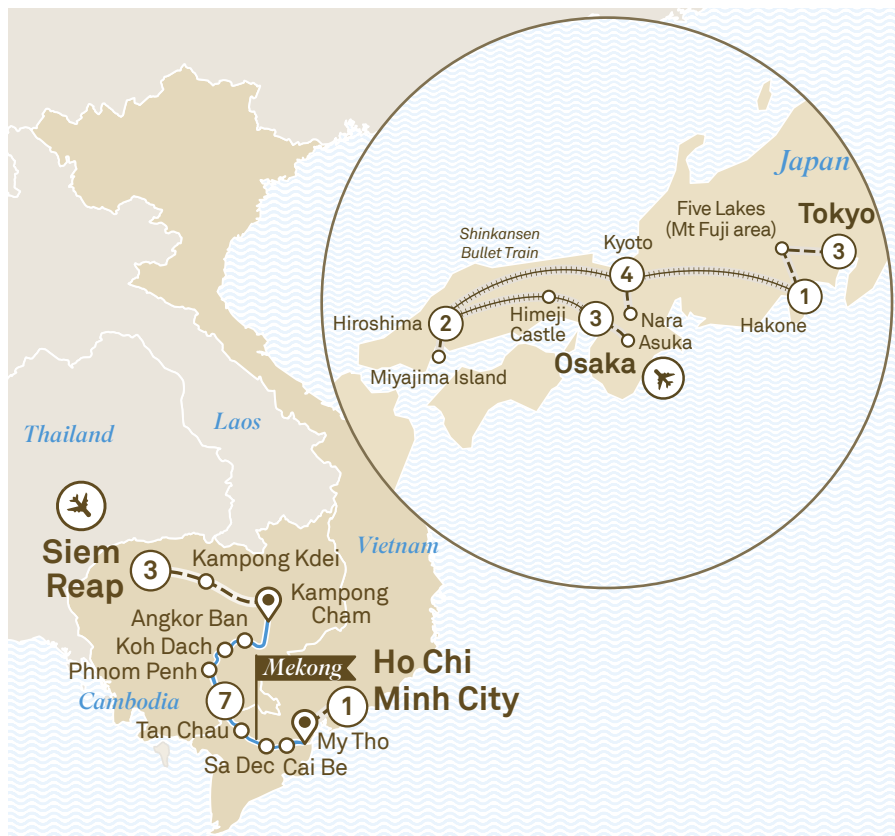 Japan
Five Lakes
(Mt Fuji area)
Tokyo
3
Shinkansen
Bullet Train
Kyoto
4
1
Hakone
Hiroshima
2
Himeji
Castle
3
Nara
Asuka
Osaka
Miyajima Island
Thailand
Laos
Vietnam
Siem
Reap
3
Kampong Kdei
Kampong
Cham
Angkor Ban
Koh Dach
Phnom Penh
Mekong
Ho Chi
Minh City
Cambodia
7
1
Tan Chau
My Tho
Sa Dec
Cai Be